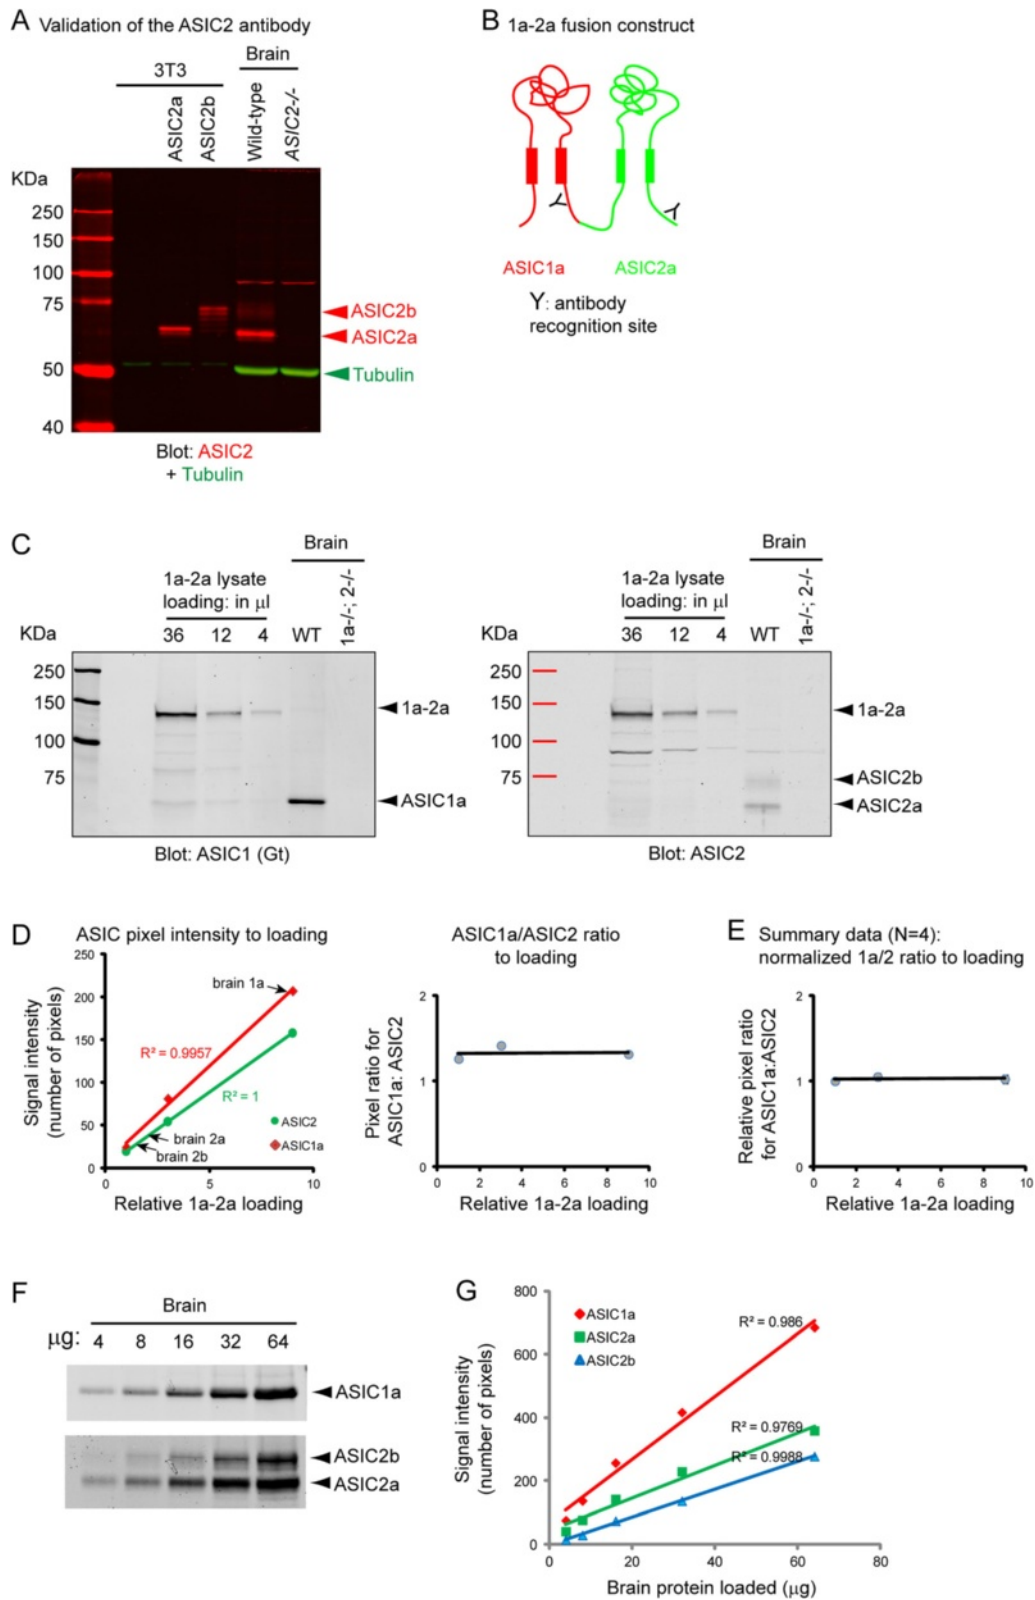 A Validation of the ASIC2 antibody
3T3
Brain
ASIC2a
ASIC2b
Wild-type
ASIC2-/-
KDa
250
150
100
75
50
40
ASIC2b
ASIC2a
Tubulin
Blot: ASIC2
+ Tubulin
B 1a-2a fusion construct
ASIC1a
ASIC2a
Y: antibody
recognition site
C
1a-2a lysate
loading: in μl
Brain
KDa
36 12 4 WT 1a-/-; 2-/-
250
150
100
75
1a-2a
ASIC1a
Blot: ASIC1 (Gt)
1a-2a lysate
loading: in μl
Brain
KDa
36 12 4 WT 1a-/-; 2-/-
250
150
100
75
1a-2a
ASIC2b
ASIC2a
Blot: ASIC2
D ASIC pixel intensity to loading
Signal intensity
(number of pixels)
250
200
150
100
50
0
brain 1a
R² = 0.9957
R² = 1
brain 2a
brain 2b
ASIC2
ASIC1a
0 5 10
Relative 1a-2a loading
ASIC1a/ASIC2 ratio
to loading
Pixel ratio for
ASIC1a: ASIC2
2
1
0
0 2 4 6 8 10
Relative 1a-2a loading
E Summary data (N=4):
normalized 1a/2 ratio to loading
Relative pixel ratio
for ASIC1a:ASIC2
2
1
0
0 2 4 6 8 10
Relative 1a-2a loading
F
Brain
μg: 4 8 16 32 64
ASIC1a
ASIC2b
ASIC2a
G
Signal intensity
(number of pixels)
800
600
400
200
0
ASIC1a
ASIC2a
ASIC2b
R² = 0.986
R² = 0.9769
R² = 0.9988
0 20 40 60 80
Brain protein loaded (μg)